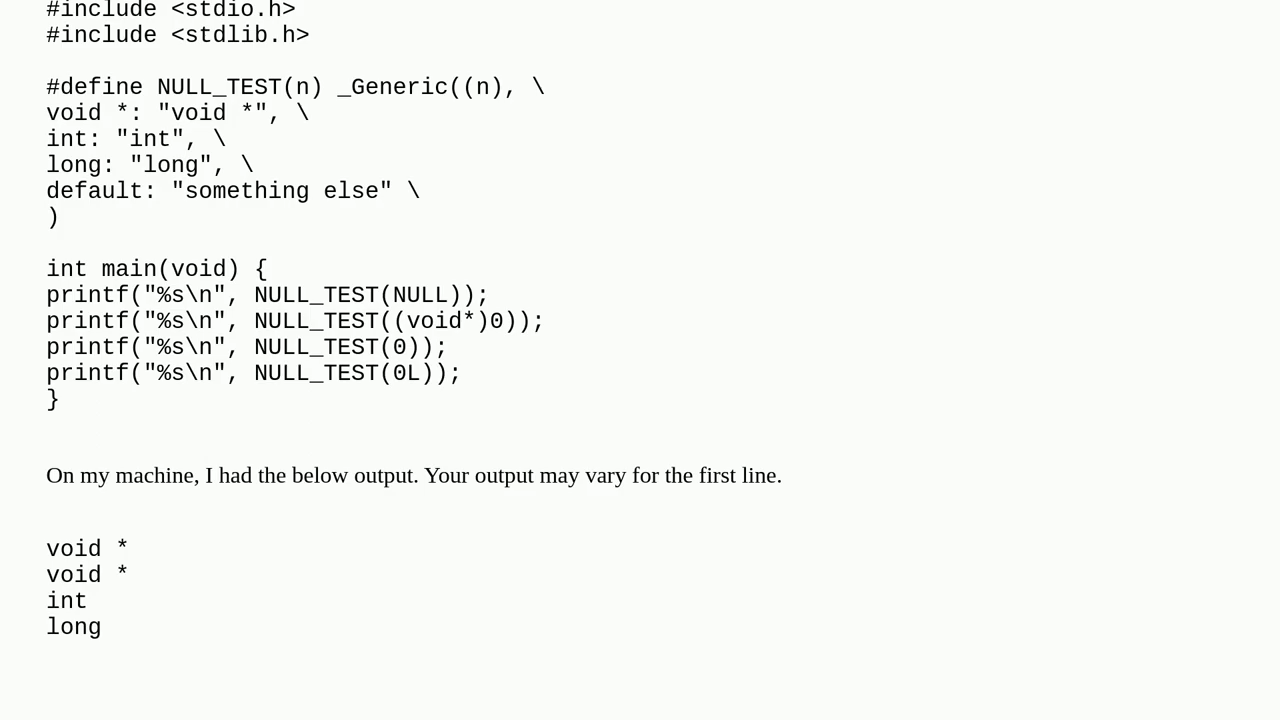 #include <stdio.h>
#include <stdlib.h>
#define NULL_TEST(n) _Generic((n), \
void *: "void *", \
int: "int", \
long: "long", \
default: "something else" \
)
int main(void) {
printf("%s\n", NULL_TEST(NULL));
printf("%s\n", NULL_TEST((void*)0));
printf("%s\n", NULL_TEST(0));
printf("%s\n", NULL_TEST(0L));
}
On my machine, I had the below output. Your output may vary for the first line.
void *
void *
int
long